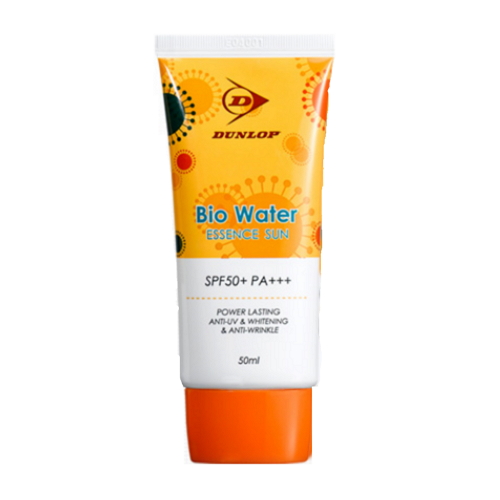 D
DUNLOP
Bio Water
ESSENCE SUN
SPF50+ PA+++
POWER LASTING
ANTI-UV & WHITENING
& ANTI-WRINKLE
50ml